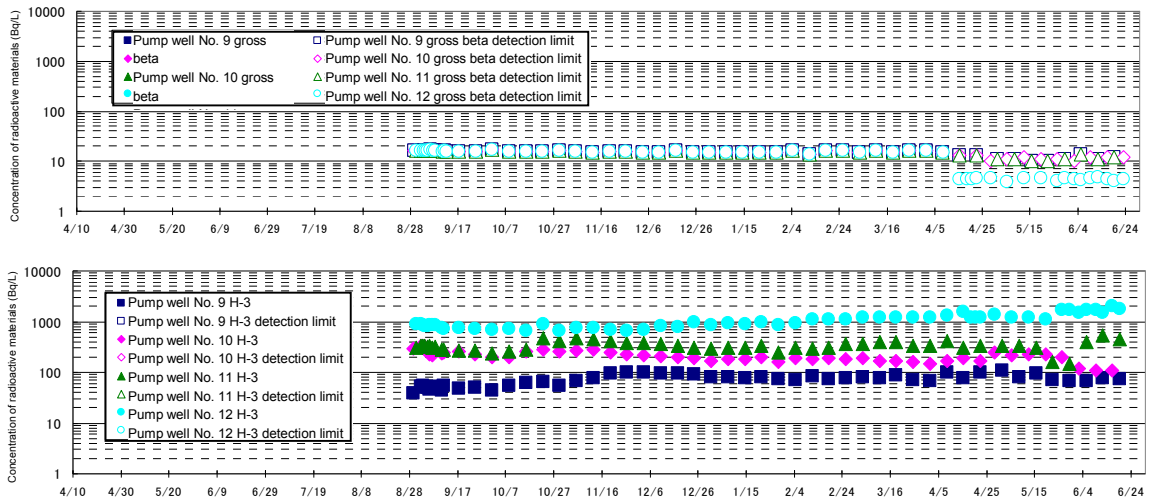 Concentration of radioactive materials (Bq/L)
10000
1000
100
10
1
Pump well No. 9 gross
beta
Pump well No. 10 gross
beta
Pump well No. 9 gross beta detection limit
Pump well No. 10 gross beta detection limit
Pump well No. 11 gross beta detection limit
Pump well No. 12 gross beta detection limit
4/10 4/30 5/20 6/9 6/29 7/19 8/8 8/28 9/17 10/7 10/27 11/16 12/6 12/26 1/15 2/4 2/24 3/16 4/5 4/25 5/15 6/4 6/24
Concentration of radioactive materials (Bq/L)
10000
1000
100
10
1
Pump well No. 9 H-3
Pump well No. 9 H-3 detection limit
Pump well No. 10 H-3
Pump well No. 10 H-3 detection limit
Pump well No. 11 H-3
Pump well No. 11 H-3 detection limit
Pump well No. 12 H-3
Pump well No. 12 H-3 detection limit
4/10 4/30 5/20 6/9 6/29 7/19 8/8 8/28 9/17 10/7 10/27 11/16 12/6 12/26 1/15 2/4 2/24 3/16 4/5 4/25 5/15 6/4 6/24